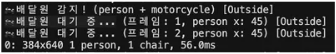 ~배달원 감지! (person + motorcycle) [Outside]
~배달원 대기 중... (프레임: 1, person x: 45) [Outside]
~배달원 대기 중... (프레임: 2, person x: 45) [Outside]
0: 384x640 1 person, 1 chair, 56.0ms